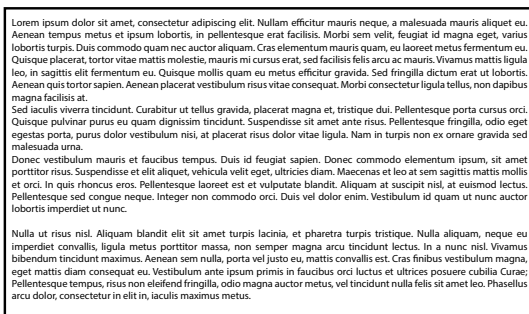 Lorem ipsum dolor sit amet, consectetur adipiscing elit. Nullam efficitur mauris neque, a malesuada mauris aliquet eu.
Aenean tempus metus et ipsum lobortis, in pellentesque erat facilisis. Morbi sem velit, feugiat id magna eget, varius
lobortis turpis. Duis commodo quam nec auctor aliquam. Cras elementum mauris quam, eu laoreet metus fermentum eu.
Quisque placerat, tortor vitae mattis molestie, mauris mi cursus erat, sed facilisis felis arcu ac mauris. Vivamus mattis ligula
leo, in sagittis elit fermentum eu. Quisque mollis quam eu metus efficitur gravida. Sed fringilla dictum erat ut lobortis.
Aenean quis tortor sapien. Aenean placerat vestibulum risus vitae consequat. Morbi consectetur ligula tellus, non dapibus
magna facilisis at.
Sed iaculis viverra tincidunt. Curabitur ut tellus gravida, placerat magna et, tristique dui. Pellentesque porta cursus orci.
Quisque pulvinar purus eu quam dignissim tincidunt. Suspendisse sit amet ante risus. Pellentesque fringilla, odio eget
egestas porta, purus dolor vestibulum nisi, at placerat risus dolor vitae ligula. Nam in turpis non ex ornare gravida sed
malesuada urna.
Donec vestibulum mauris et faucibus tempus. Duis id feugiat sapien. Donec commodo elementum ipsum, sit amet
porttitor risus. Suspendisse et elit aliquet, vehicula velit eget, ultricies diam. Maecenas et leo at sem sagittis mattis mollis
et orci. In quis rhoncus eros. Pellentesque laoreet est et vulputate blandit. Aliquam at suscipit nisl, at euismod lectus.
Pellentesque sed congue neque. Integer non commodo orci. Duis vel dolor enim. Vestibulum id quam ut nunc auctor
lobortis imperdiet ut nunc.
Nulla ut risus nisl. Aliquam blandit elit sit amet turpis lacinia, et pharetra turpis tristique. Nulla aliquam, neque eu
imperdiet convallis, ligula metus porttitor massa, non semper magna arcu tincidunt lectus. In a nunc nisl. Vivamus
bibendum tincidunt maximus. Aenean sem nulla, porta vel justo eu, mattis convallis est. Cras finibus vestibulum magna,
eget mattis diam consequat eu. Vestibulum ante ipsum primis in faucibus orci luctus et ultrices posuere cubilia Curae;
Pellentesque tempus, risus non eleifend fringilla, odio magna auctor metus, vel tincidunt nulla felis sit amet leo. Phasellus
arcu dolor, consectetur in elit in, iaculis maximus metus.